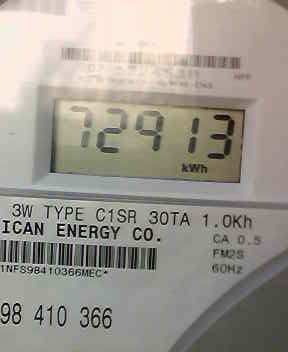 72913
kWh
3W TYPE C1SR 30TA 1.0Kh
ICAN ENERGY CO.
CA 0.5
FM2S
60Hz
1NFS98410366MEC*
98 410 366